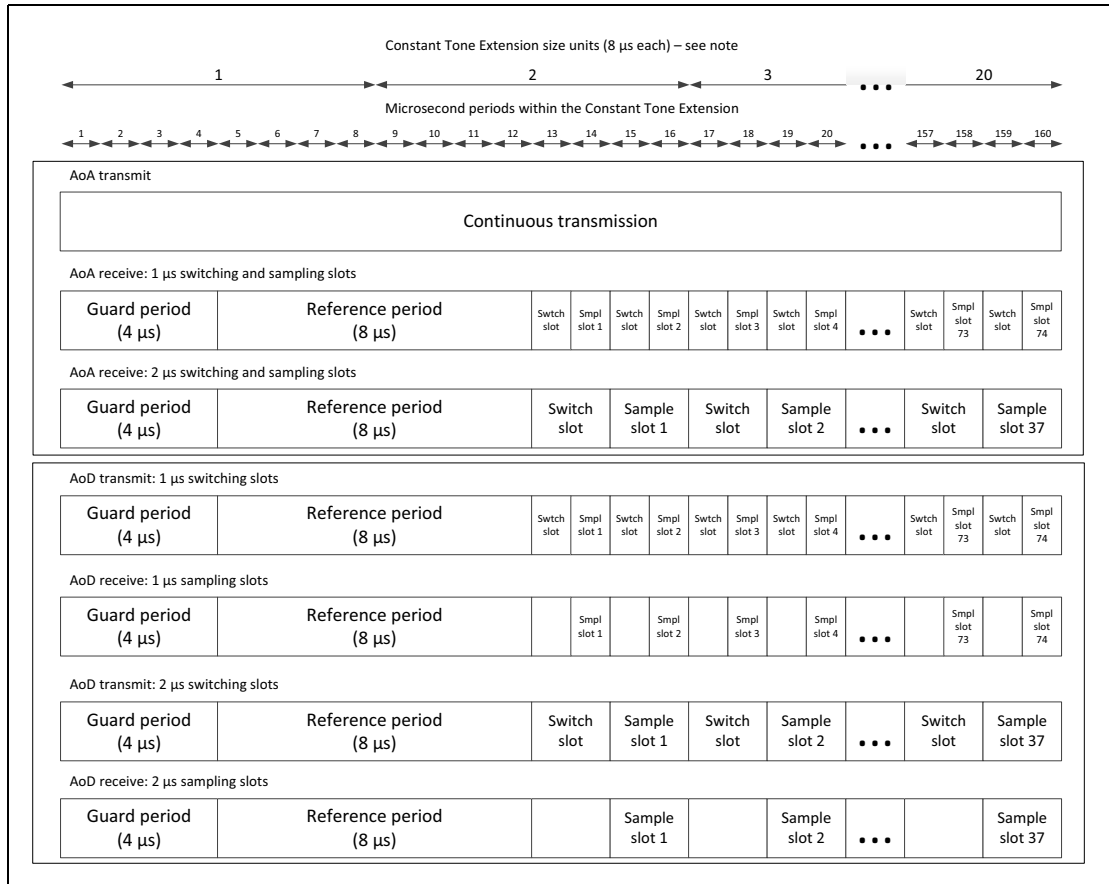 Constant Tone Extension size units (8 µs each) – see note
1 2 3 ... 20
Microsecond periods within the Constant Tone Extension
1 2 3 4 5 6 7 8 9 10 11 12 13 14 15 16 17 18 19 20 ... 157 158 159 160
AoA transmit
Continuous transmission
AoA receive: 1 µs switching and sampling slots
Guard period Reference period Swtch Smpl Swtch Smpl Swtch Smpl Swtch Smpl ... Swtch Smpl Swtch Smpl
(4 µs) (8 µs) slot slot 1 slot slot 2 slot slot 3 slot slot 4 slot slot slot slot
73 74
AoA receive: 2 µs switching and sampling slots
Guard period Reference period Switch Sample Switch Sample ... Switch Sample
(4 µs) (8 µs) slot slot 1 slot slot 2 slot slot 37
AoD transmit: 1 µs switching slots
Guard period Reference period Swtch Smpl Swtch Smpl Swtch Smpl Swtch Smpl ... Swtch Smpl Swtch Smpl
(4 µs) (8 µs) slot slot 1 slot slot 2 slot slot 3 slot slot 4 slot slot slot slot
73 74
AoD receive: 1 µs sampling slots
Guard period Reference period Smpl Smpl Smpl Smpl ... Smpl Smpl
(4 µs) (8 µs) slot 1 slot 2 slot 3 slot 4 slot slot
73 74
AoD transmit: 2 µs switching slots
Guard period Reference period Switch Sample Switch Sample ... Switch Sample
(4 µs) (8 µs) slot slot 1 slot slot 2 slot slot 37
AoD receive: 2 µs sampling slots
Guard period Reference period Sample Sample ... Sample
(4 µs) (8 µs) slot 1 slot 2 slot 37